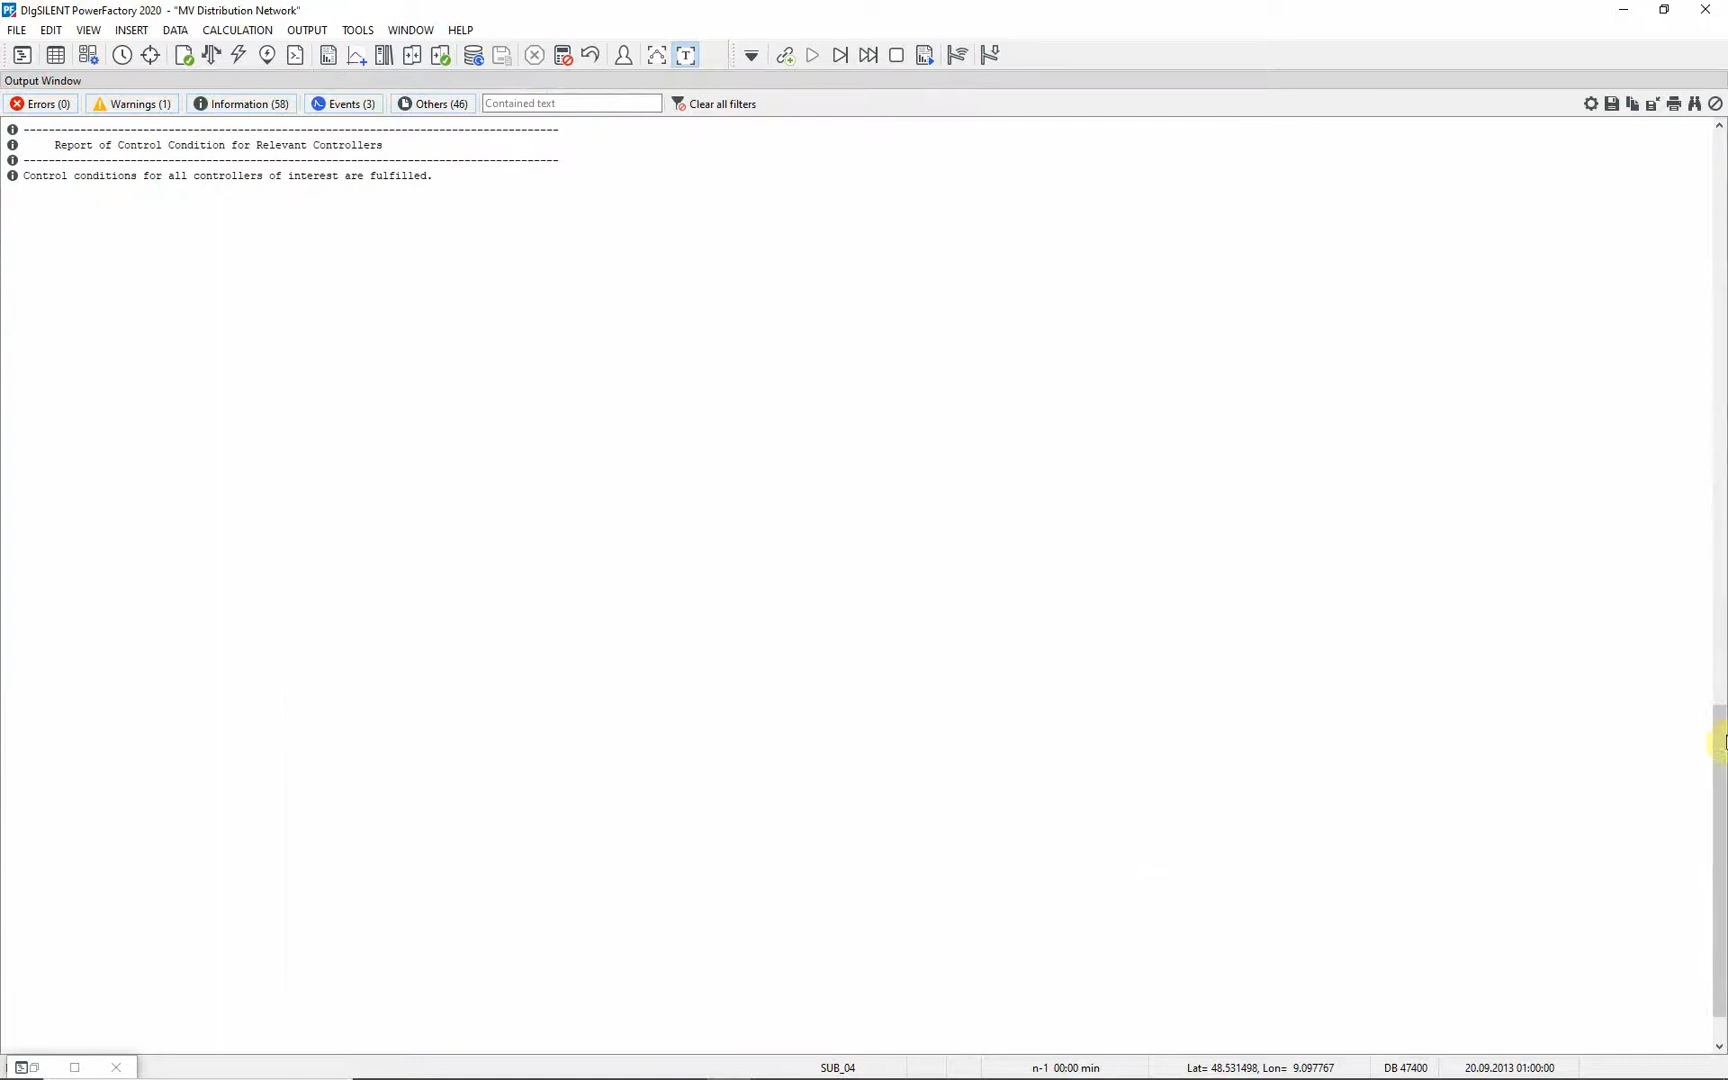 DIgSILENT PowerFactory 2020 - "MV Distribution Network"
FILE EDIT VIEW INSERT DATA CALCULATION OUTPUT TOOLS WINDOW HELP
Output Window
Errors (0) Warnings (1) Information (58) Events (3) Others (46) Contained text Clear all filters
-------------------------------------------------------------------------------------
Report of Control Condition for Relevant Controllers
-------------------------------------------------------------------------------------
Control conditions for all controllers of interest are fulfilled.
SUB_04 n-1 00:00 min Lat= 48.531498, Lon= 9.097767 DB 47400 20.09.2013 01:00:00